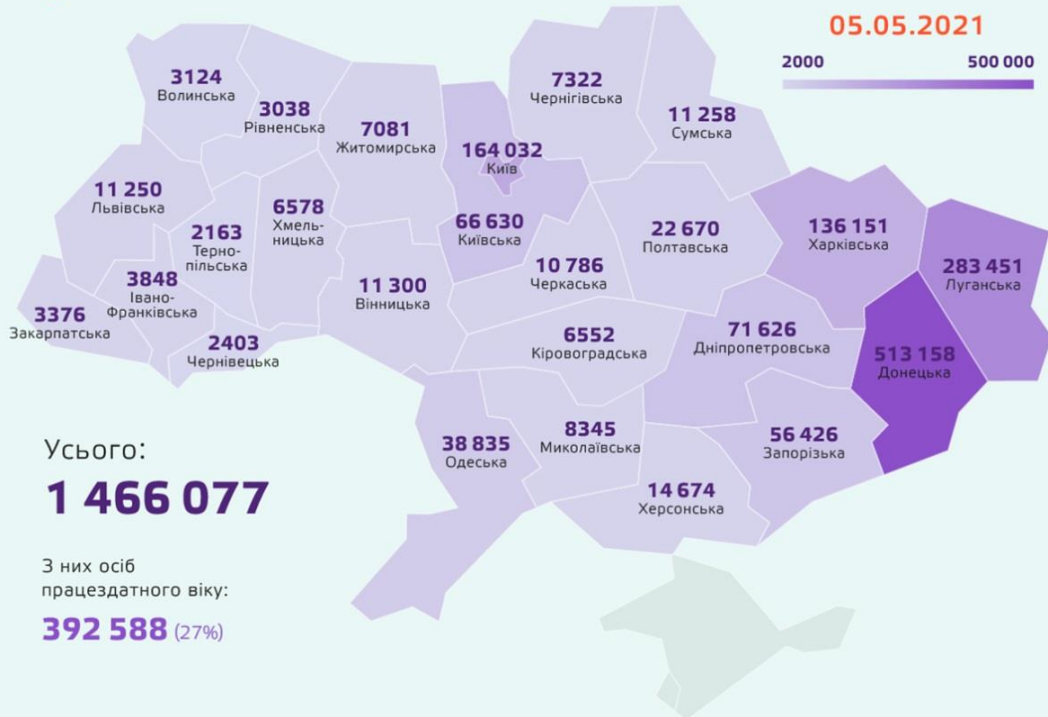 05.05.2021
2000 500 000
3124
Волинська
3038
Рівненська
7081
Житомирська
7322
Чернігівська
11 258
Сумська
164 032
Київ
66 630
Київська
11 250
Львівська
2163
Терно-
пільська
6578
Хмель-
ницька
22 670
Полтавська
136 151
Харківська
283 451
Луганська
3376
Закарпатська
3848
Івано-
Франківська
2403
Чернівецька
11 300
Вінницька
10 786
Черкаська
6552
Кіровоградська
71 626
Дніпропетровська
513 158
Донецька
38 835
Одеська
8345
Миколаївська
14 674
Херсонська
56 426
Запорізька
Усього:
1 466 077
З них осіб
працездатного віку:
392 588 (27%)